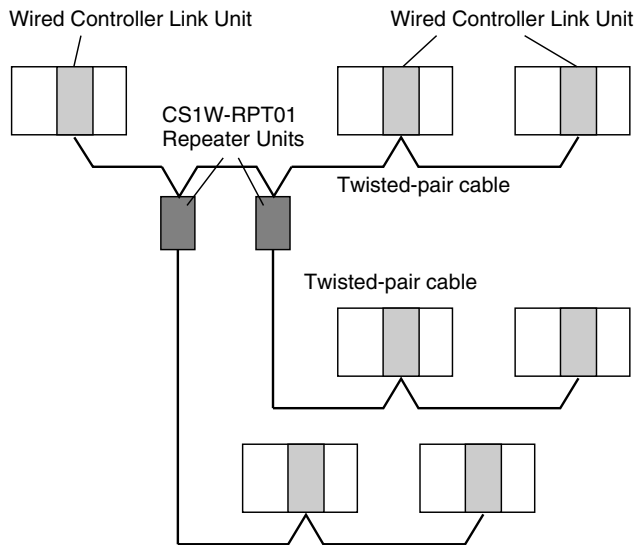 Wired Controller Link Unit
Wired Controller Link Unit
CS1W-RPT01
Repeater Units
Twisted-pair cable
Twisted-pair cable